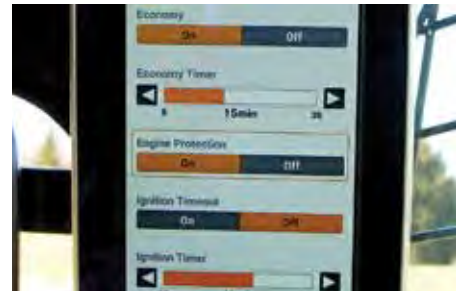 Economy
On Off
Economy Timer
15min
Engine Protection
On Off
Ignition Timeout
On Off
Ignition Timer